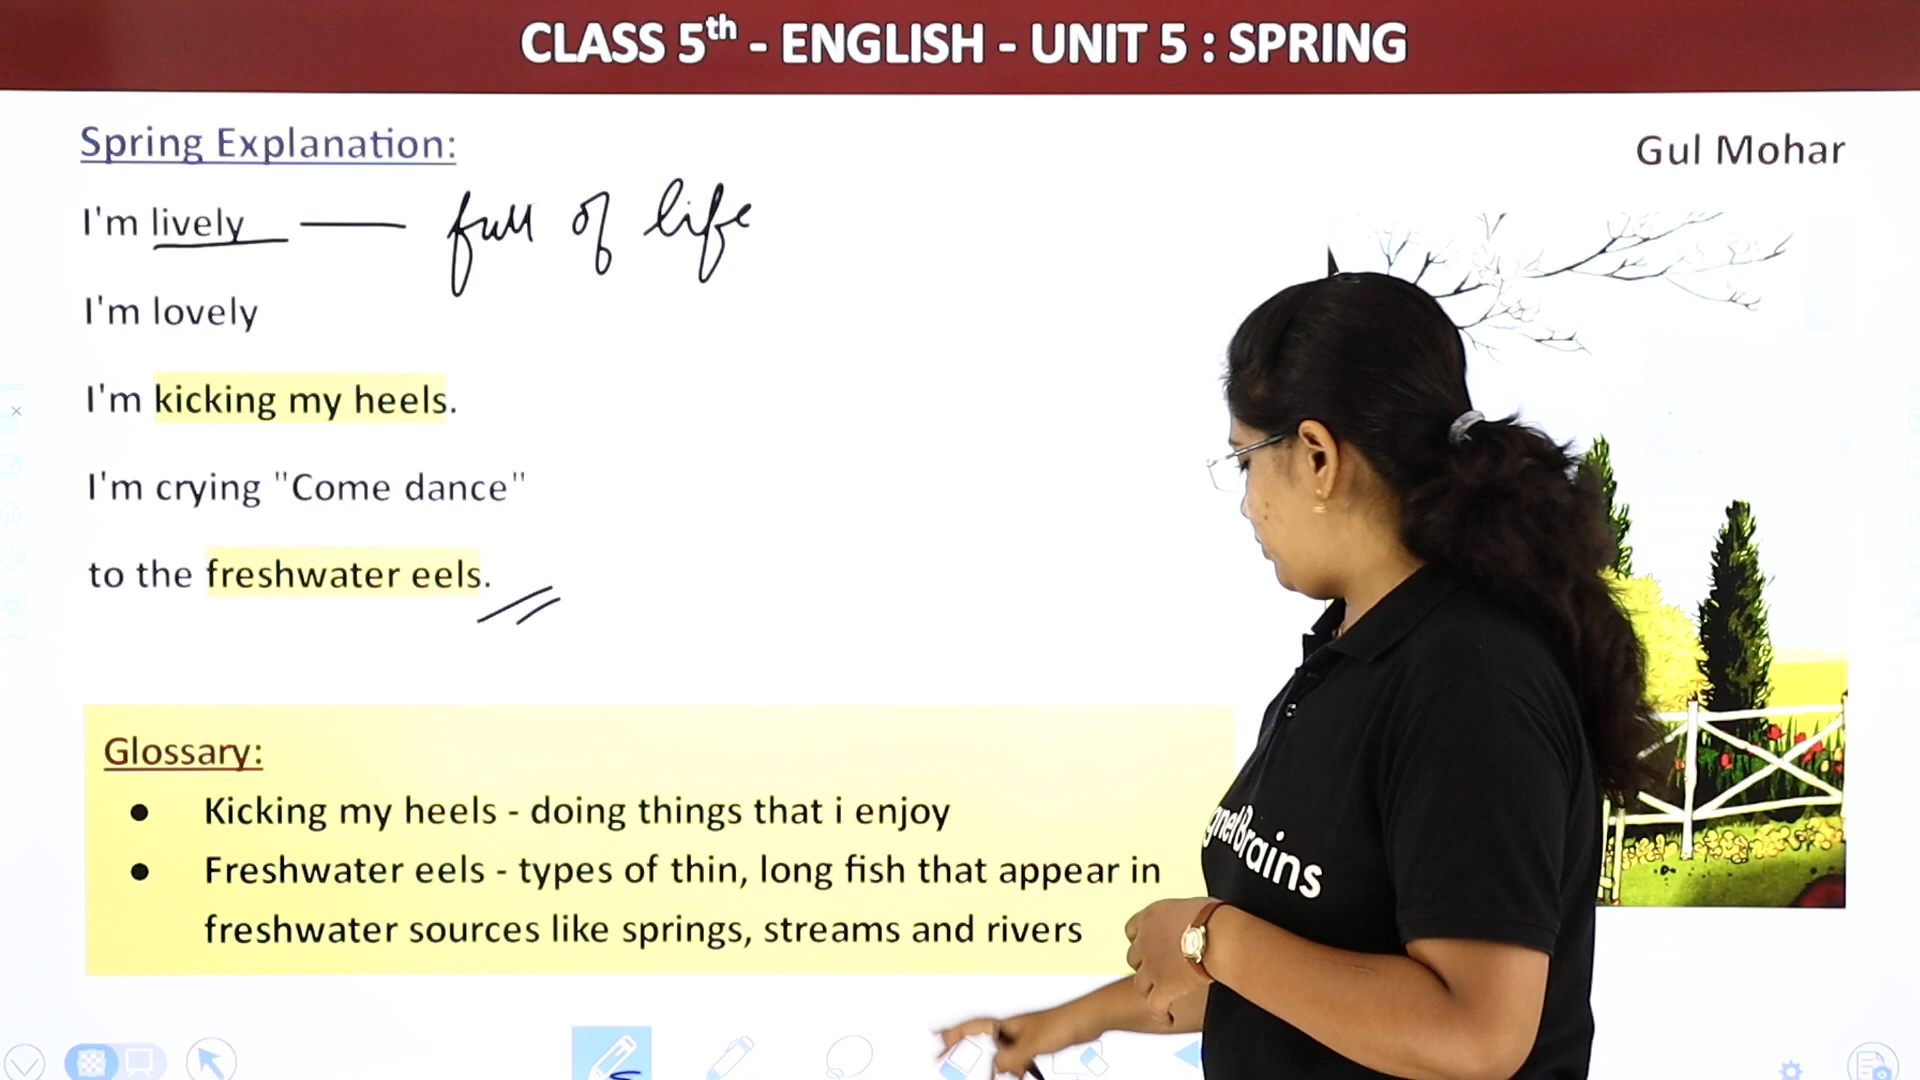 CLASS 5th - ENGLISH - UNIT 5 : SPRING
Spring Explanation:
Gul Mohar
I'm lively — full of life
I'm lovely
I'm kicking my heels.
I'm crying "Come dance"
to the freshwater eels.
Glossary:
● Kicking my heels - doing things that i enjoy
● Freshwater eels - types of thin, long fish that appear in
freshwater sources like springs, streams and rivers
Brains